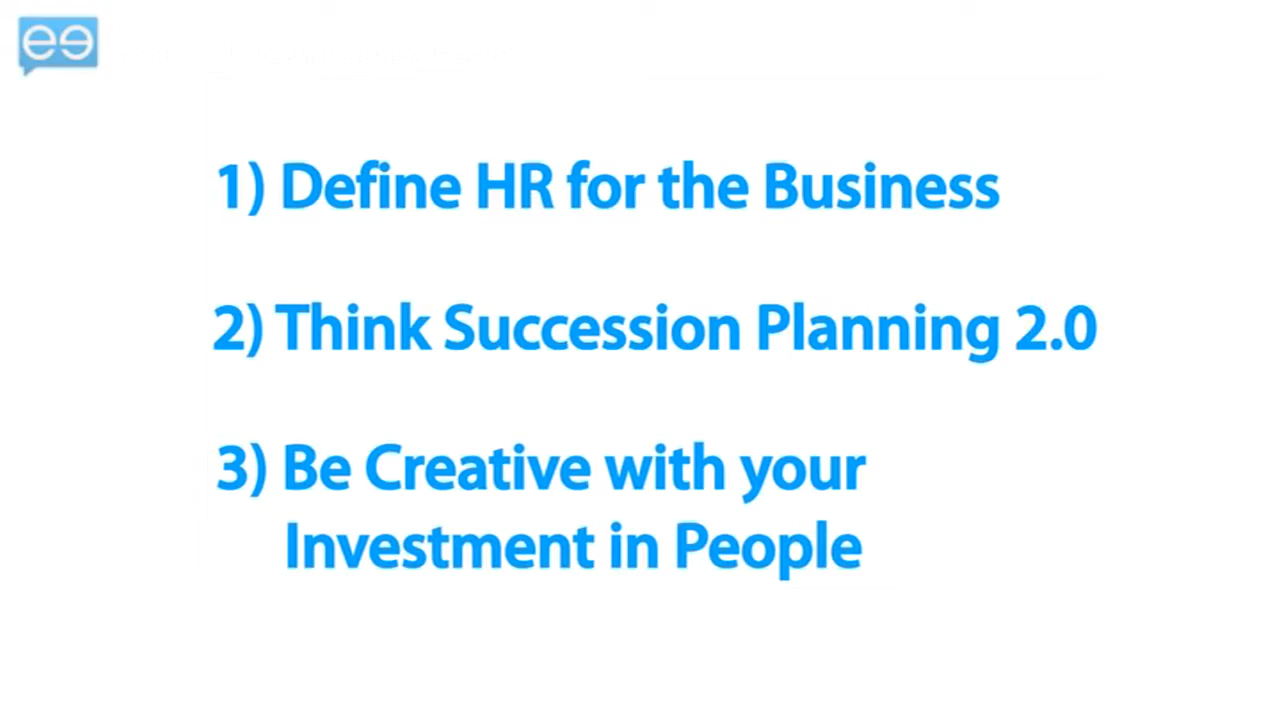 ee
1) Define HR for the Business
2) Think Succession Planning 2.0
3) Be Creative with your
Investment in People